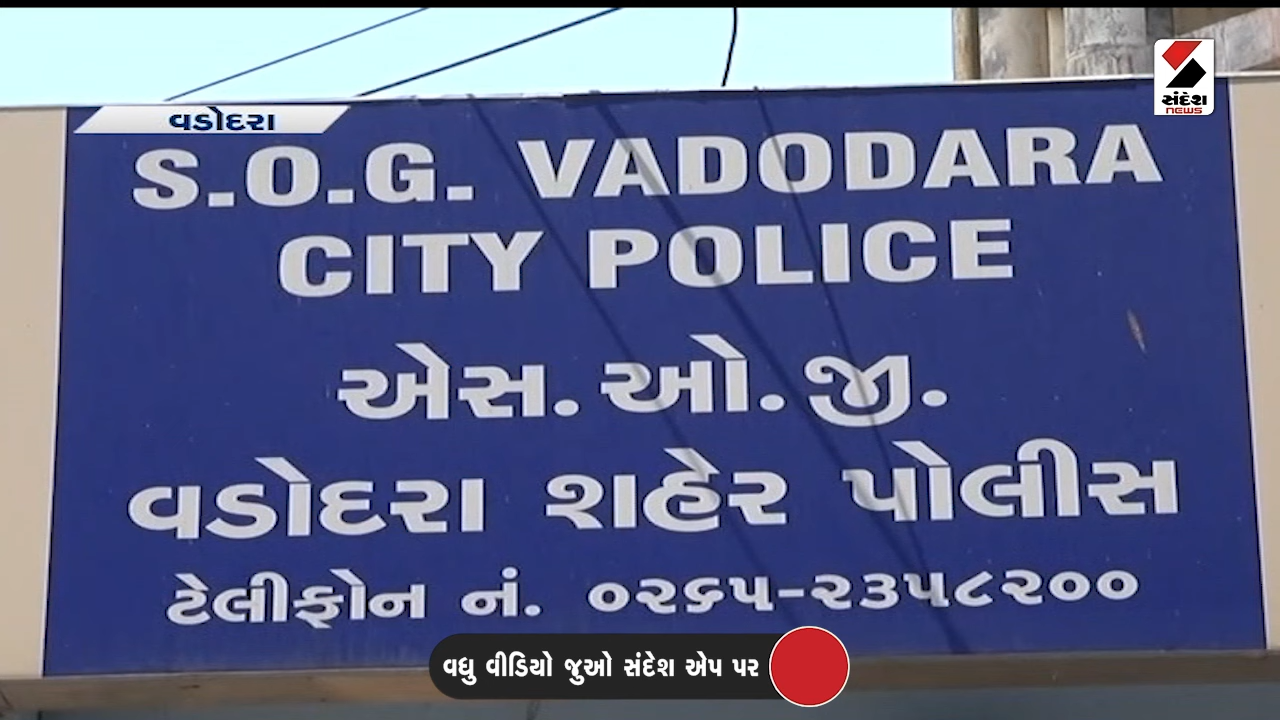 સંદેશ
NEWS
વડોદરા
S.O.G. VADODARA
CITY POLICE
એસ. ઓ. જી.
વડોદરા શહેર પોલીસ
ટેલીફોન નં. ૦૨૬૫-૨૩૫૮૨૦૦
વધુ વીડિયો જુઓ સંદેશ એપ પર